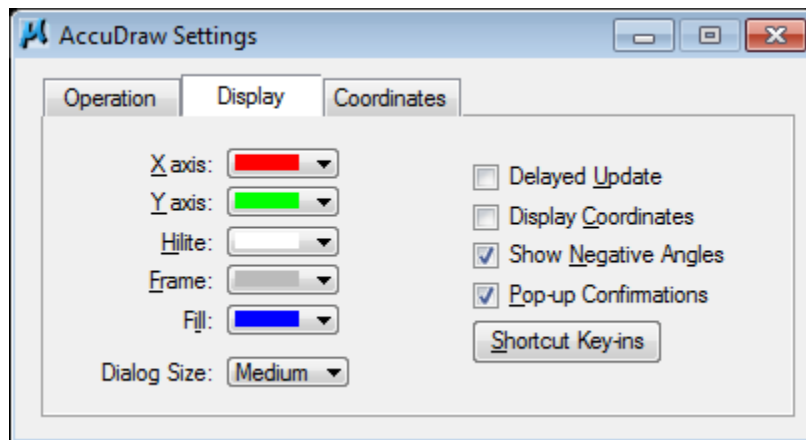 AccuDraw Settings
Operation
Display
Coordinates
X axis:
Y axis:
Hilite:
Frame:
Fill:
Dialog Size: Medium
Delayed Update
Display Coordinates
Show Negative Angles
Pop-up Confirmations
Shortcut Key-ins